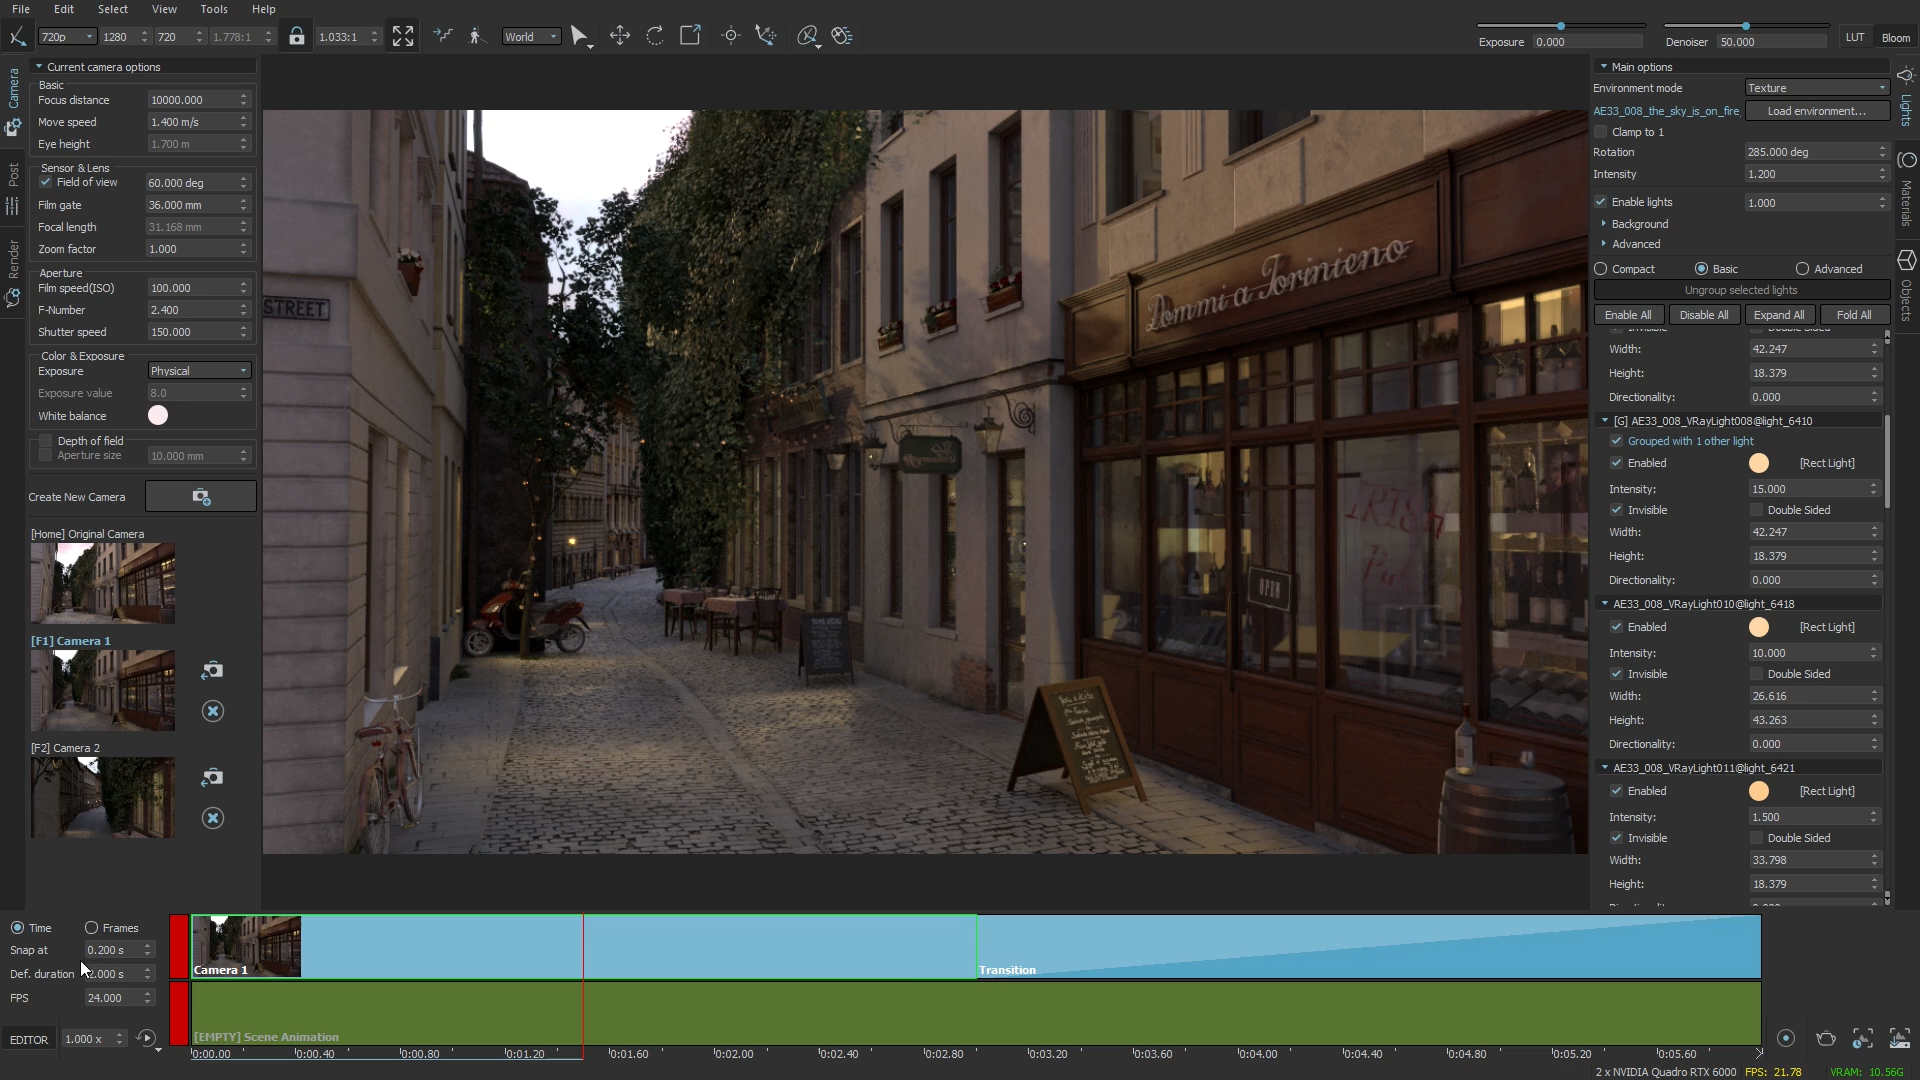 File Edit Select View Tools Help
720p 1280 720 1.778:1 1.033:1 World
Exposure 0.000 Denoiser 50.000 LUT Bloom
Camera
Post
Render
Current camera options
Basic
Focus distance 10000.000
Move speed 1.400 m/s
Eye height 1.700 m
Sensor & Lens
Field of view 60.000 deg
Film gate 36.000 mm
Focal length 31.168 mm
Zoom factor 1.000
Aperture
Film speed(ISO) 100.000
F-Number 2.400
Shutter speed 150.000
Color & Exposure
Exposure Physical
Exposure value 8.0
White balance
Depth of field
Aperture size 10.000 mm
Create New Camera
[Home] Original Camera
[F1] Camera 1
[F2] Camera 2
STREET
OPEN
Main options
Environment mode Texture
AE33_008_the_sky_is_on_fire. Load environment...
Clamp to 1
Rotation 285.000 deg
Intensity 1.200
Enable lights 1.000
Background
Advanced
Compact Basic Advanced
Ungroup selected lights
Enable All Disable All Expand All Fold All
Invisible Double Sided
Width: 42.247
Height: 18.379
Directionality: 0.000
[G] AE33_008_VRayLight008@light_6410
Grouped with 1 other light
Enabled [Rect Light]
Intensity: 15.000
Invisible Double Sided
Width: 42.247
Height: 18.379
Directionality: 0.000
AE33_008_VRayLight010@light_6418
Enabled [Rect Light]
Intensity: 10.000
Invisible Double Sided
Width: 26.616
Height: 43.263
Directionality: 0.000
AE33_008_VRayLight011@light_6421
Enabled [Rect Light]
Intensity: 1.500
Invisible Double Sided
Width: 33.798
Height: 18.379
Lights
Materials
Objects
Time Frames
Snap at 0.200 s
Def. duration 2.000 s
FPS 24.000
EDITOR 1.000 x
Camera 1 Transition
[EMPTY] Scene Animation
0:00.00 0:00.40 0:00.80 0:01.20 0:01.60 0:02.00 0:02.40 0:02.80 0:03.20 0:03.60 0:04.00 0:04.40 0:04.80 0:05.20 0:05.60
2 x NVIDIA Quadro RTX 6000 FPS: 21.78 VRAM: 10.56G